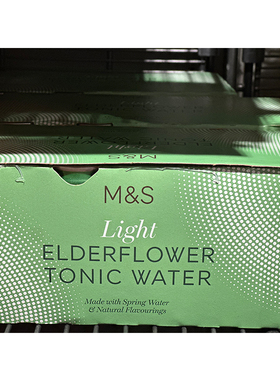 M&S
M&S
Light
ELDERFLOWER
TONIC WATER
Made with Spring Water
& Natural Flavourings